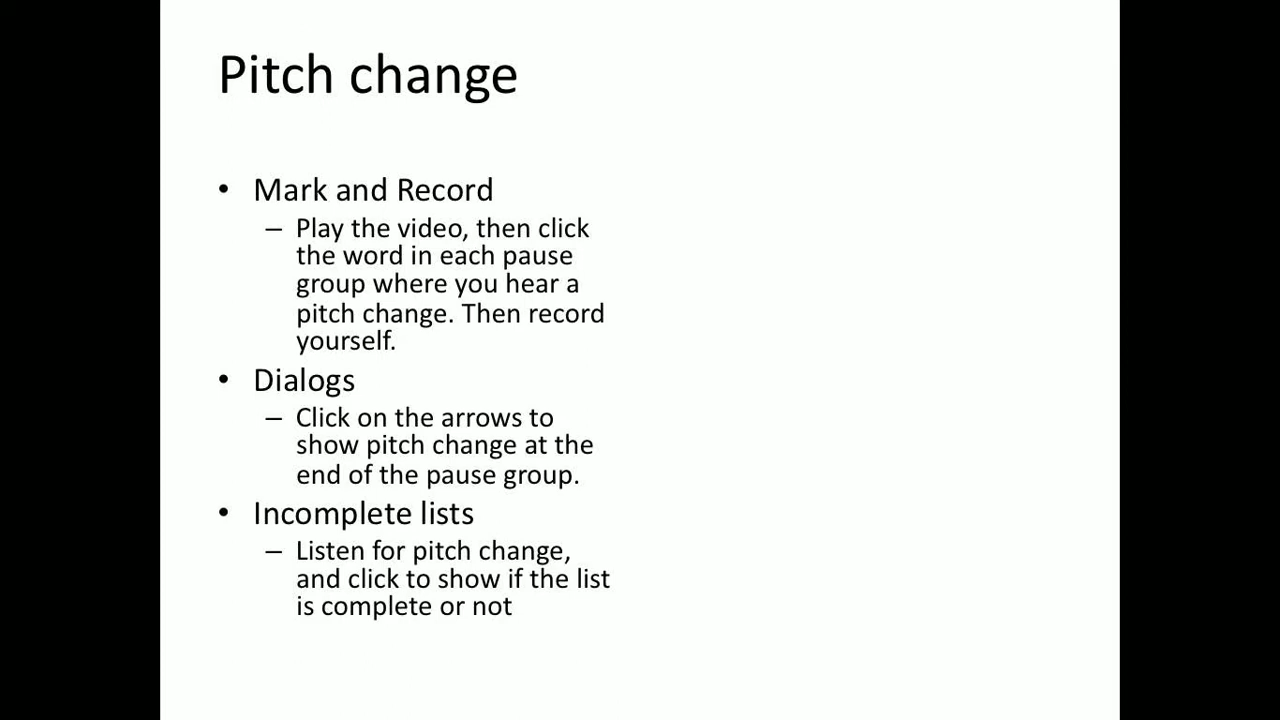 Pitch change
• Mark and Record
– Play the video, then click
the word in each pause
group where you hear a
pitch change. Then record
yourself.
• Dialogs
– Click on the arrows to
show pitch change at the
end of the pause group.
• Incomplete lists
– Listen for pitch change,
and click to show if the list
is complete or not